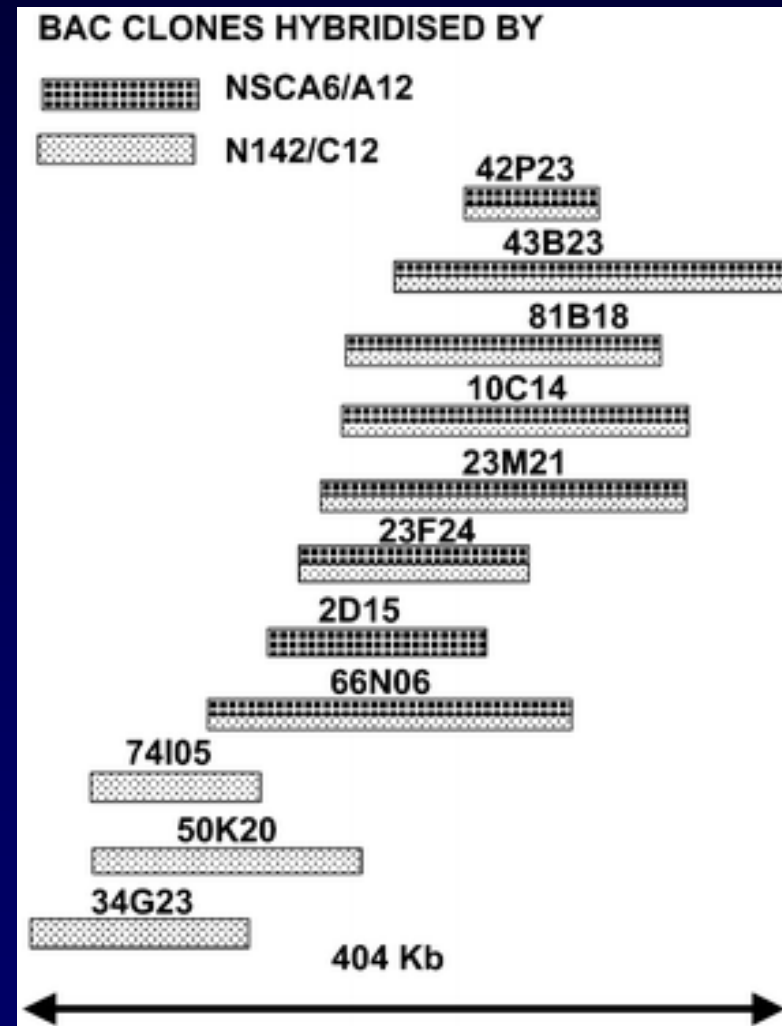 BAC CLONES HYBRIDISED BY
NSCA6/A12
N142/C12
42P23
43B23
81B18
10C14
23M21
23F24
2D15
66N06
74I05
50K20
34G23
404 Kb